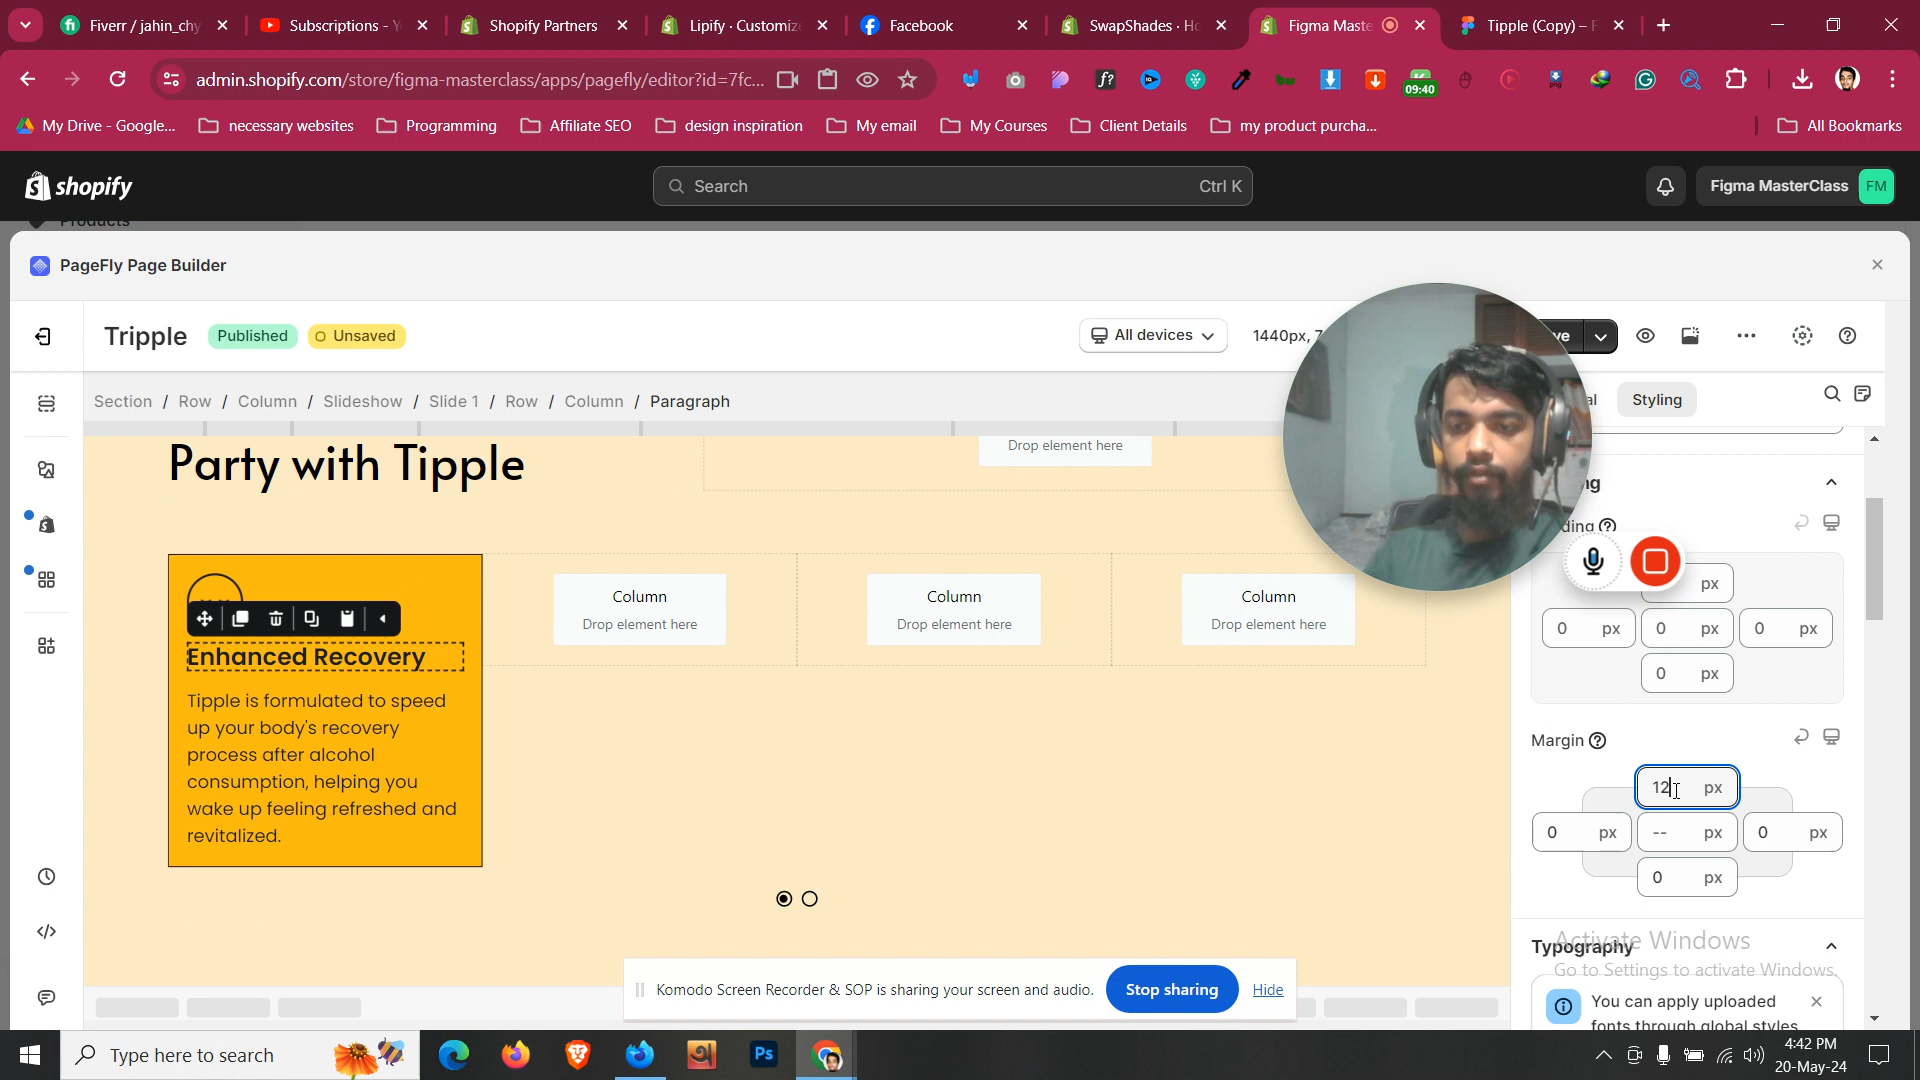 Fiverr / jahin_chy
Subscriptions - Y
Shopify Partners
Lipify · Customiz
Facebook
SwapShades · Ho
Figma Maste
Tipple (Copy) – F
admin.shopify.com/store/figma-masterclass/apps/pagefly/editor?id=7fc...
09:40
My Drive - Google...
necessary websites
Programming
Affiliate SEO
design inspiration
My email
My Courses
Client Details
my product purcha...
All Bookmarks
shopify
Search
Ctrl K
Figma MasterClass
FM
Products
PageFly Page Builder
Tripple
Published
Unsaved
All devices
1440px, 7
ve
Section / Row / Column / Slideshow / Slide 1 / Row / Column / Paragraph
al
Styling
Party with Tipple
Drop element here
ng
ding
px
0 px
0 px
0 px
0 px
Enhanced Recovery
Tipple is formulated to speed
up your body's recovery
process after alcohol
consumption, helping you
wake up feeling refreshed and
revitalized.
Column
Drop element here
Column
Drop element here
Column
Drop element here
Margin
12 px
0 px
-- px
0 px
0 px
Typography
Activate Windows
Go to Settings to activate Windows.
You can apply uploaded
fonts through global styles
Komodo Screen Recorder & SOP is sharing your screen and audio.
Stop sharing
Hide
Type here to search
Ps
4:42 PM
20-May-24